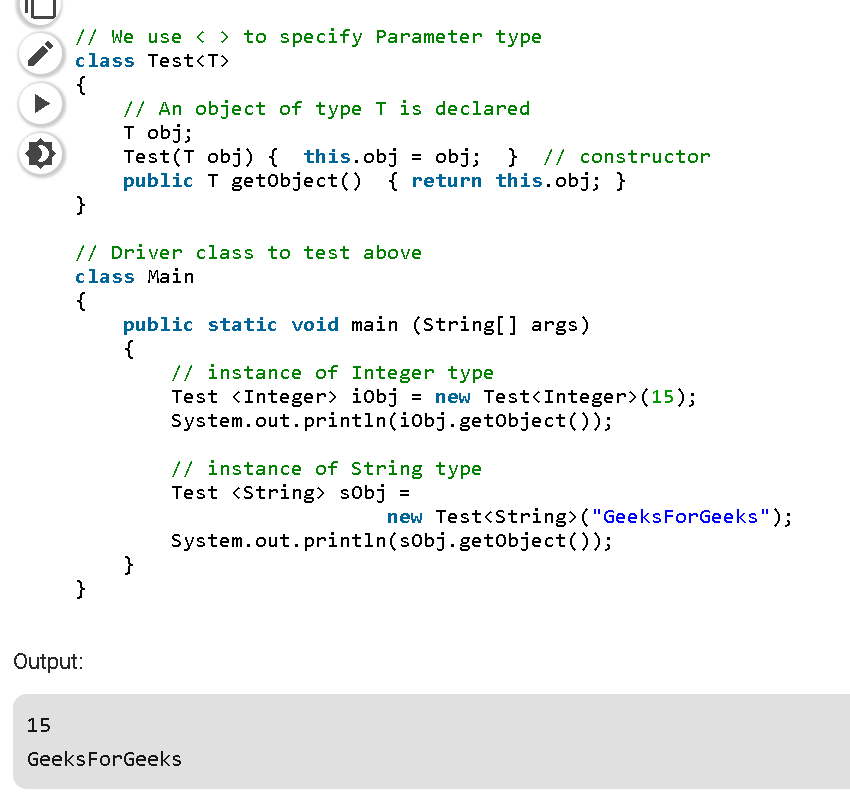 // We use < > to specify Parameter type
class Test<T>
{
    // An object of type T is declared
    T obj;
    Test(T obj) {  this.obj = obj;  }  // constructor
    public T getObject()  { return this.obj; }
}

// Driver class to test above
class Main
{
    public static void main (String[] args)
    {
        // instance of Integer type
        Test <Integer> iObj = new Test<Integer>(15);
        System.out.println(iObj.getObject());

        // instance of String type
        Test <String> sObj =
                          new Test<String>("GeeksForGeeks");
        System.out.println(sObj.getObject());
    }
}

Output:
15
GeeksForGeeks